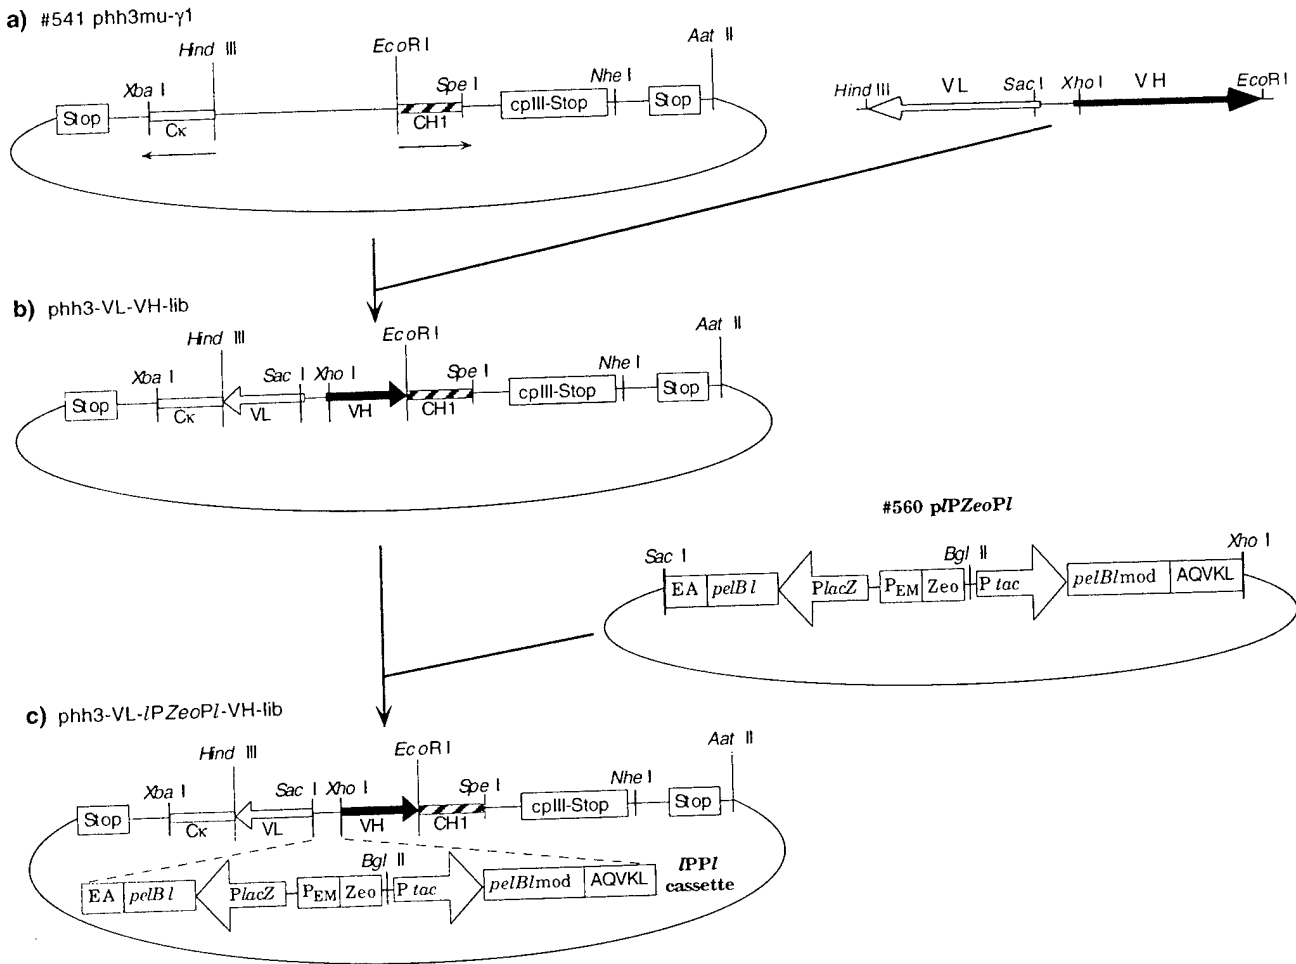 a) #541 phh3mu-γ1
Hind III
EcoR I
Aat II
Xba I
Spe I
Nhe I
Stop
Cκ
CH1
cpIII-Stop
Stop
Hind III
VL
Sac I
Xho I
VH
EcoR I
b) phh3-VL-VH-lib
Hind III
EcoR I
Aat II
Xba I
Sac I
Xho I
Spe I
Nhe I
Stop
Cκ
VL
VH
CH1
cpIII-Stop
Stop
#560 plPZeoPl
Sac I
Bgl II
Xho I
EA
pelB l
PlacZ
PEM
Zeo
P tac
pelBlmod
AQVKL
c) phh3-VL-lPZeoPl-VH-lib
Hind III
EcoR I
Aat II
Xba I
Sac I
Xho I
Spe I
Nhe I
Stop
Cκ
VL
VH
CH1
cpIII-Stop
Stop
Bgl II
EA
pelB l
PlacZ
PEM
Zeo
P tac
pelBlmod
AQVKL
lPPl
cassette